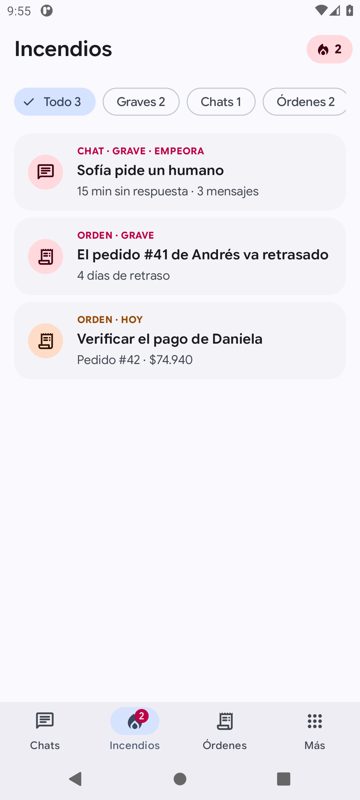 9:55
Incendios
2
Todo 3
Graves 2
Chats 1
Órdenes 2
CHAT · GRAVE · EMPEORA
Sofía pide un humano
15 min sin respuesta · 3 mensajes
ORDEN · GRAVE
El pedido #41 de Andrés va retrasado
4 días de retraso
ORDEN · HOY
Verificar el pago de Daniela
Pedido #42 · $74.940
2
Chats
Incendios
Órdenes
Más